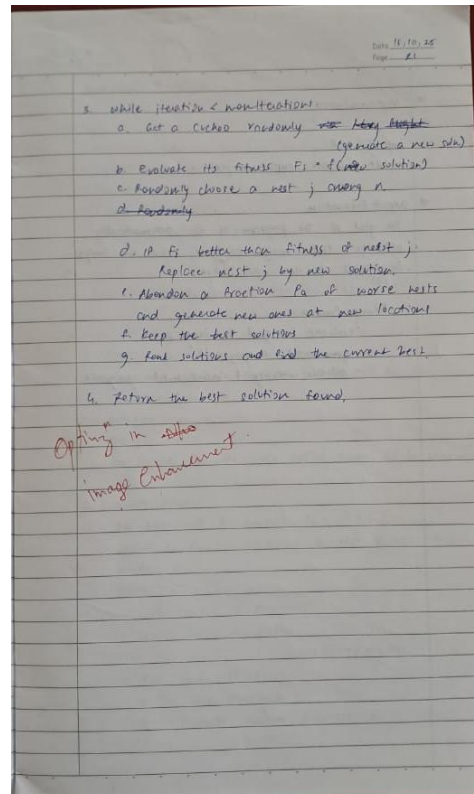 Date 16/10/25
Page 21
3. while iteration < maxIterations
a. Get a cuckoo randomly
(generate a new soln)
b. Evaluate its fitness Fi = f(new solution)
c. Randomly choose a nest j among n
d. Randomly
d. IF Fi better than fitness of nest j
Replace nest j by new solution.
e. Abandon a fraction Pa of worse nests
and generate new ones at new locations
f. Keep the best solutions
g. Rank solutions and find the current best.
4. Return the best solution found.
in
image Enhancement.